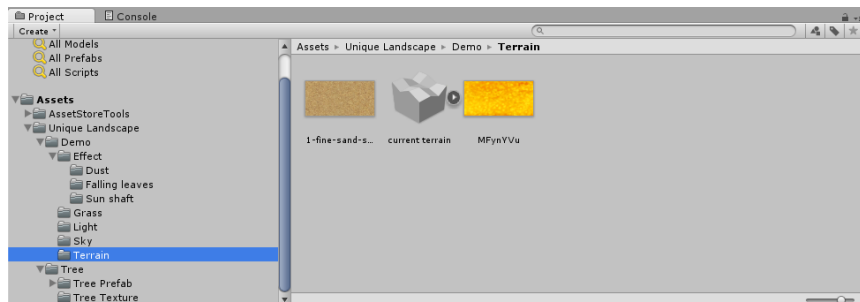 Project
Console
Create
All Models
All Prefabs
All Scripts
Assets
AssetStoreTools
Unique Landscape
Demo
Effect
Dust
Falling leaves
Sun shaft
Grass
Light
Sky
Terrain
Tree
Tree Prefab
Tree Texture
Assets ▸ Unique Landscape ▸ Demo ▸ Terrain
1-fine-sand-s...
current terrain
MFynYVu